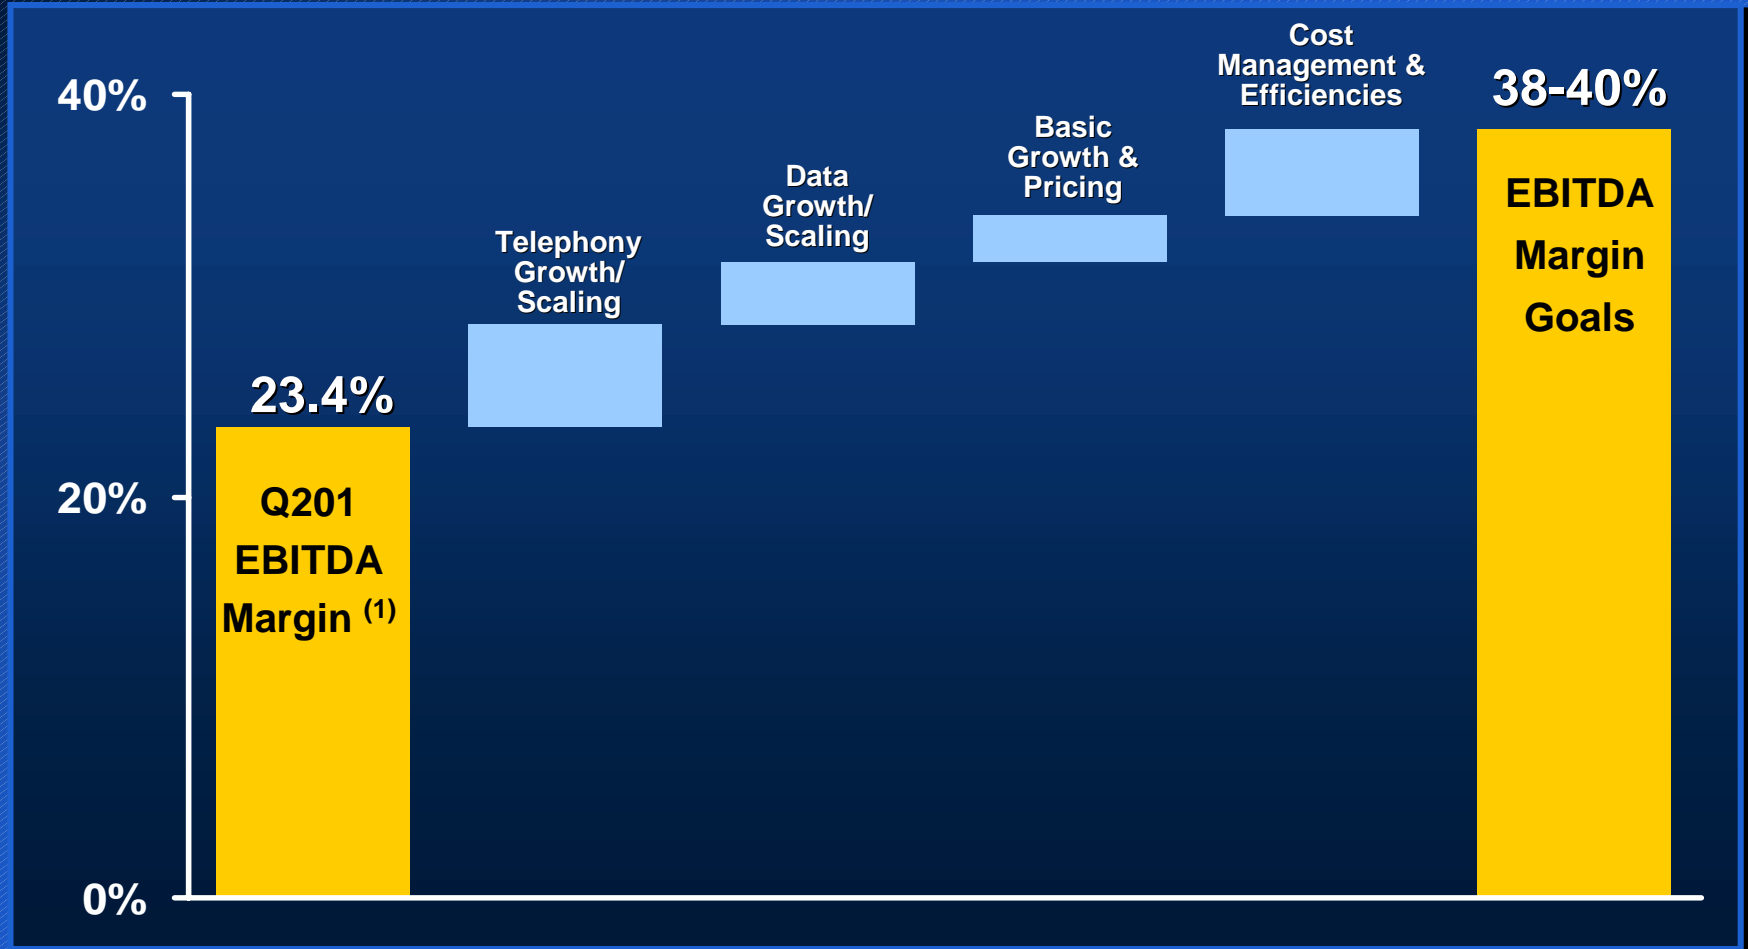 40%
20%
0%
23.4%
Q201
EBITDA
Margin (1)
Telephony
Growth/
Scaling
Data
Growth/
Scaling
Basic
Growth &
Pricing
Cost
Management &
Efficiencies
38-40%
EBITDA
Margin
Goals